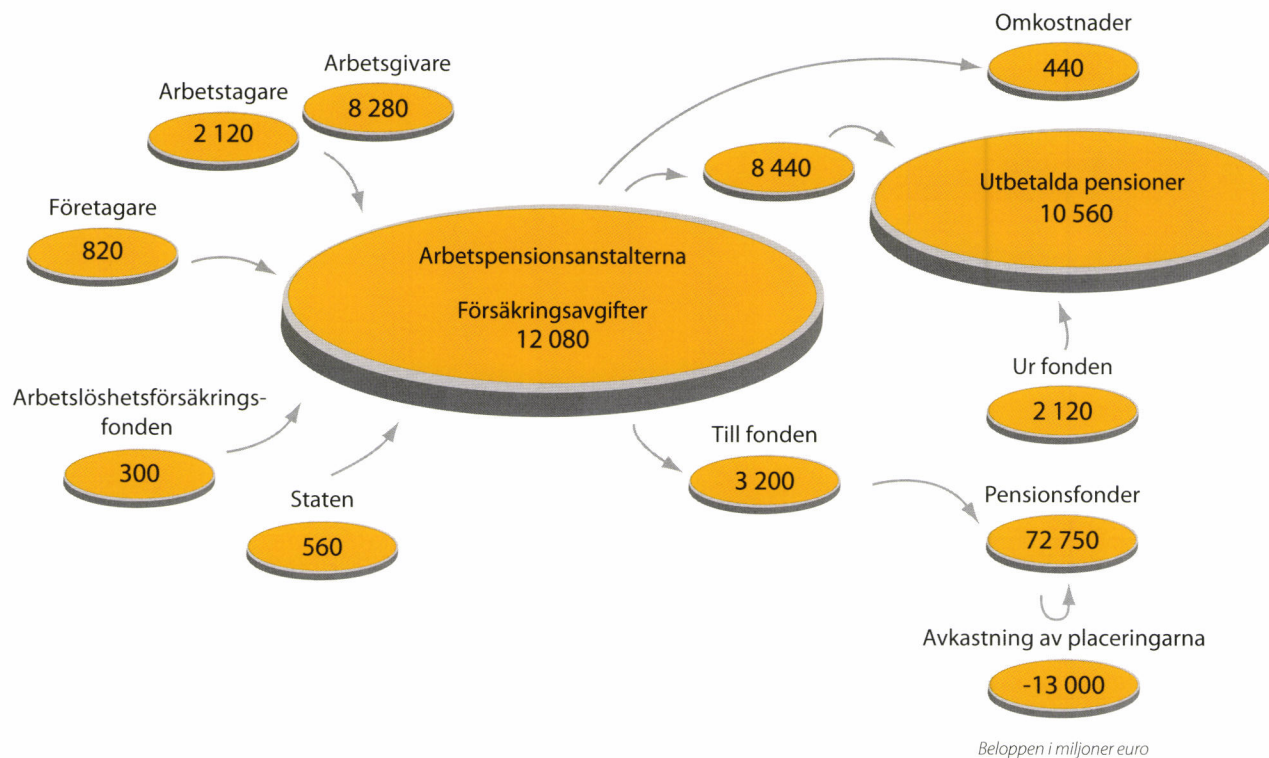 Omkostnader
440
Arbetsgivare
8 280
Arbetstagare
2 120
8 440
Utbetalda pensioner
10 560
Företagare
820
Arbetspensionsanstalterna
Försäkringsavgifter
12 080
Ur fonden
2 120
Arbetslöshetsförsäkrings-
fonden
300
Till fonden
3 200
Staten
560
Pensionsfonder
72 750
Avkastning av placeringarna
-13 000
Beloppen i miljoner euro